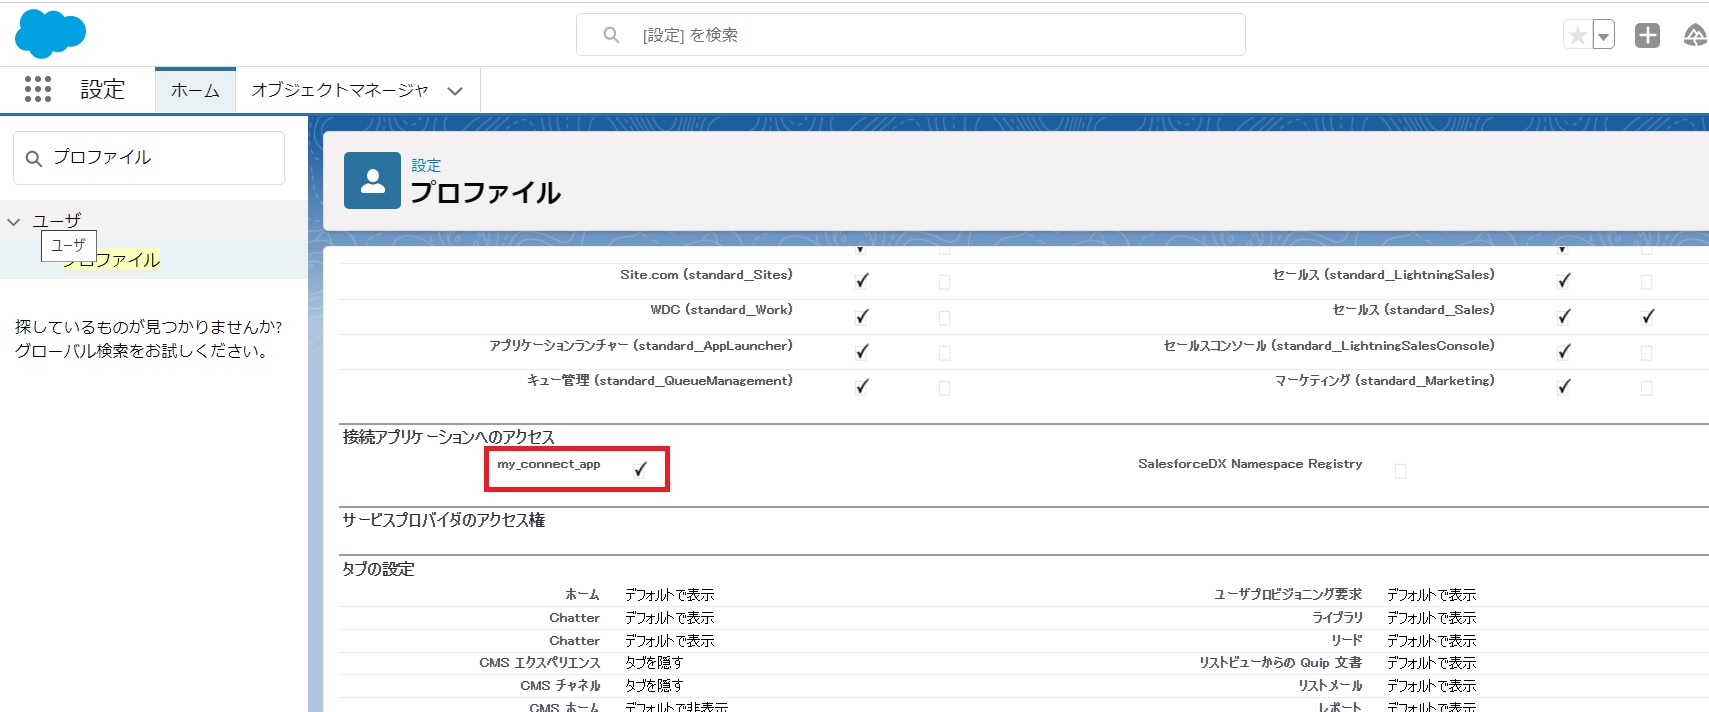 [設定] を検索
設定 ホーム オブジェクトマネージャ
プロファイル
ユーザ
ユーザ
プロファイル
探しているものが見つかりませんか?
グローバル検索をお試しください。
設定
プロファイル
Site.com (standard__Sites) セールス (standard__LightningSales)
WDC (standard__Work) セールス (standard__Sales)
アプリケーションランチャー (standard__AppLauncher) セールスコンソール (standard__LightningSalesConsole)
キュー管理 (standard__QueueManagement) マーケティング (standard__Marketing)
接続アプリケーションへのアクセス
my_connect_app SalesforceDX Namespace Registry
サービスプロバイダのアクセス権
タブの設定
ホーム デフォルトで表示 ユーザプロビジョニング要求 デフォルトで表示
Chatter デフォルトで表示 ライブラリ デフォルトで表示
Chatter デフォルトで表示 リード デフォルトで表示
CMS エクスペリエンス タブを隠す リストビューからの Quip 文書 デフォルトで表示
CMS チャネル タブを隠す リストメール デフォルトで表示
CMS ホーム デフォルトで非表示 レポート デフォルトで表示